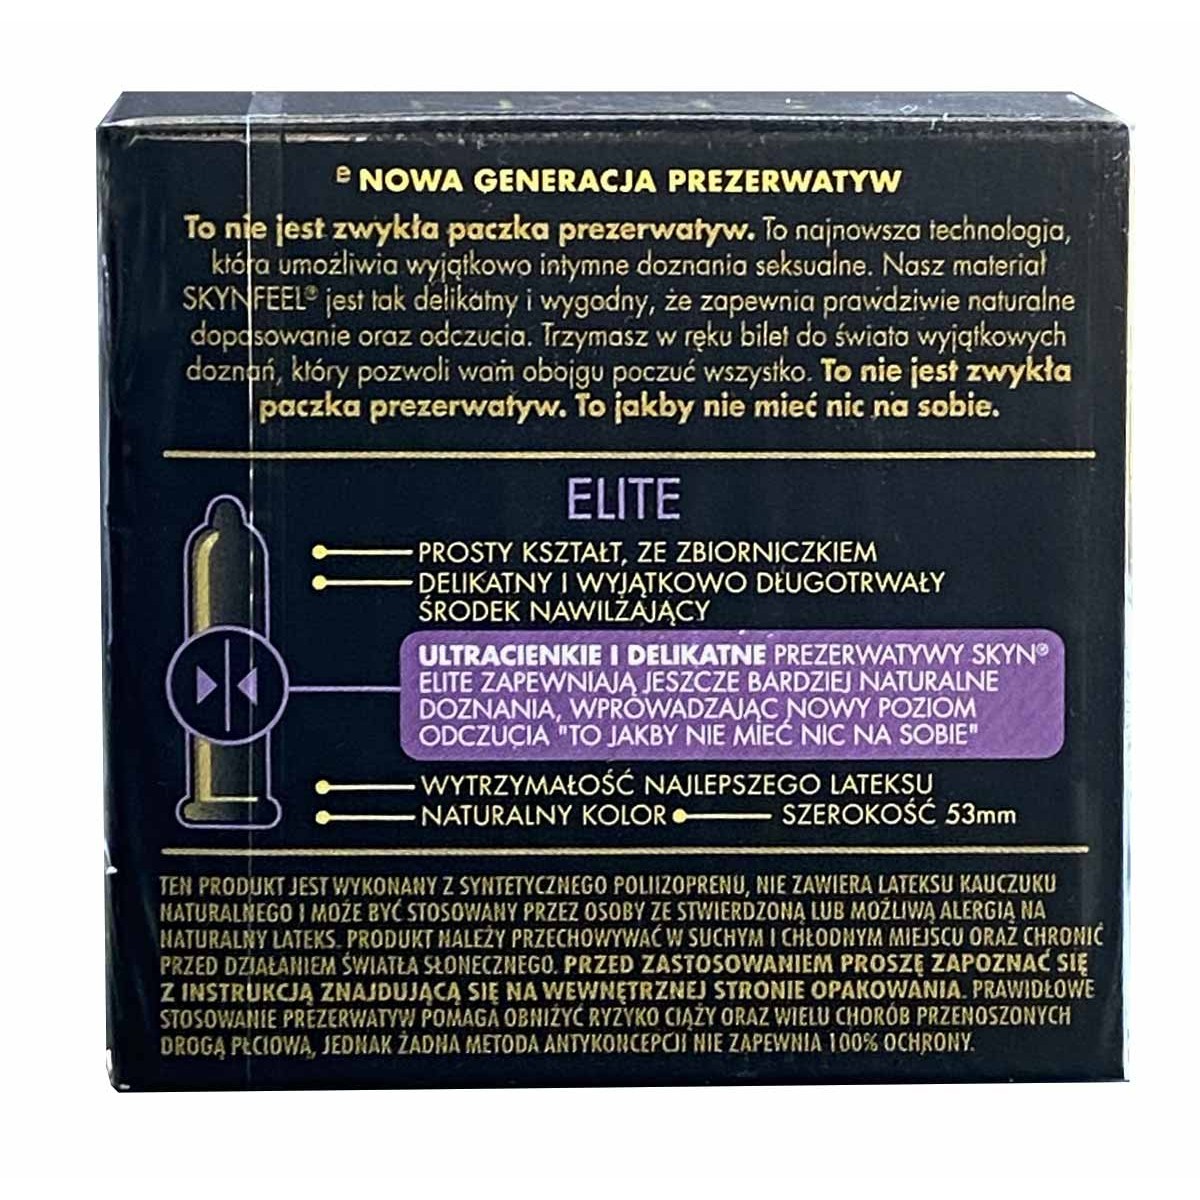 e NOWA GENERACJA PREZERWATYW
To nie jest zwykła paczka prezerwatyw. To najnowsza technologia,
która umożliwia wyjątkowo intymne doznania seksualne. Nasz materiał
SKYNFEEL® jest tak delikatny i wygodny, że zapewnia prawdziwie naturalne
dopasowanie oraz odczucia. Trzymasz w ręku bilet do świata wyjątkowych
doznań, który pozwoli wam obojgu poczuć wszystko. To nie jest zwykła
paczka prezerwatyw. To jakby nie mieć nic na sobie.
ELITE
PROSTY KSZTAŁT, ZE ZBIORNICZKIEM
DELIKATNY I WYJĄTKOWO DŁUGOTRWAŁY
ŚRODEK NAWILŻAJĄCY
ULTRACIENKIE I DELIKATNE PREZERWATYWY SKYN®
ELITE ZAPEWNIAJĄ JESZCZE BARDZIEJ NATURALNE
DOZNANIA, WPROWADZAJĄC NOWY POZIOM
ODCZUCIA "TO JAKBY NIE MIEĆ NIC NA SOBIE"
WYTRZYMAŁOŚĆ NAJLEPSZEGO LATEKSU
NATURALNY KOLOR SZEROKOŚĆ 53mm
TEN PRODUKT JEST WYKONANY Z SYNTETYCZNEGO POLIIZOPRENU, NIE ZAWIERA LATEKSU KAUCZUKU
NATURALNEGO I MOŻE BYĆ STOSOWANY PRZEZ OSOBY ZE STWIERDZONĄ LUB MOŻLIWĄ ALERGIĄ NA
NATURALNY LATEKS. PRODUKT NALEŻY PRZECHOWYWAĆ W SUCHYM I CHŁODNYM MIEJSCU ORAZ CHRONIĆ
PRZED DZIAŁANIEM ŚWIATŁA SŁONECZNEGO. PRZED ZASTOSOWANIEM PROSZĘ ZAPOZNAĆ SIĘ
Z INSTRUKCJĄ ZNAJDUJĄCĄ SIĘ NA WEWNĘTRZNEJ STRONIE OPAKOWANIA. PRAWIDŁOWE
STOSOWANIE PREZERWATYW POMAGA OBNIŻYĆ RYZYKO CIĄŻY ORAZ WIELU CHORÓB PRZENOSZONYCH
DROGĄ PŁCIOWĄ, JEDNAK ŻADNA METODA ANTYKONCEPCJI NIE ZAPEWNIA 100% OCHRONY.